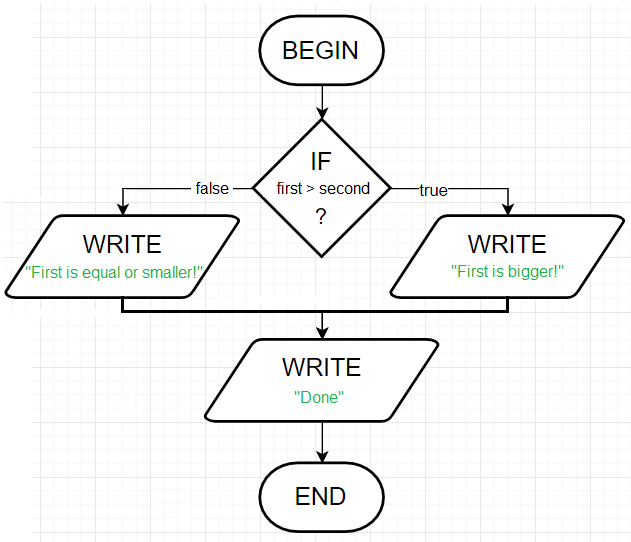 BEGIN
IF
first > second
?
false
true
WRITE
"First is equal or smaller!"
WRITE
"First is bigger!"
WRITE
"Done"
END